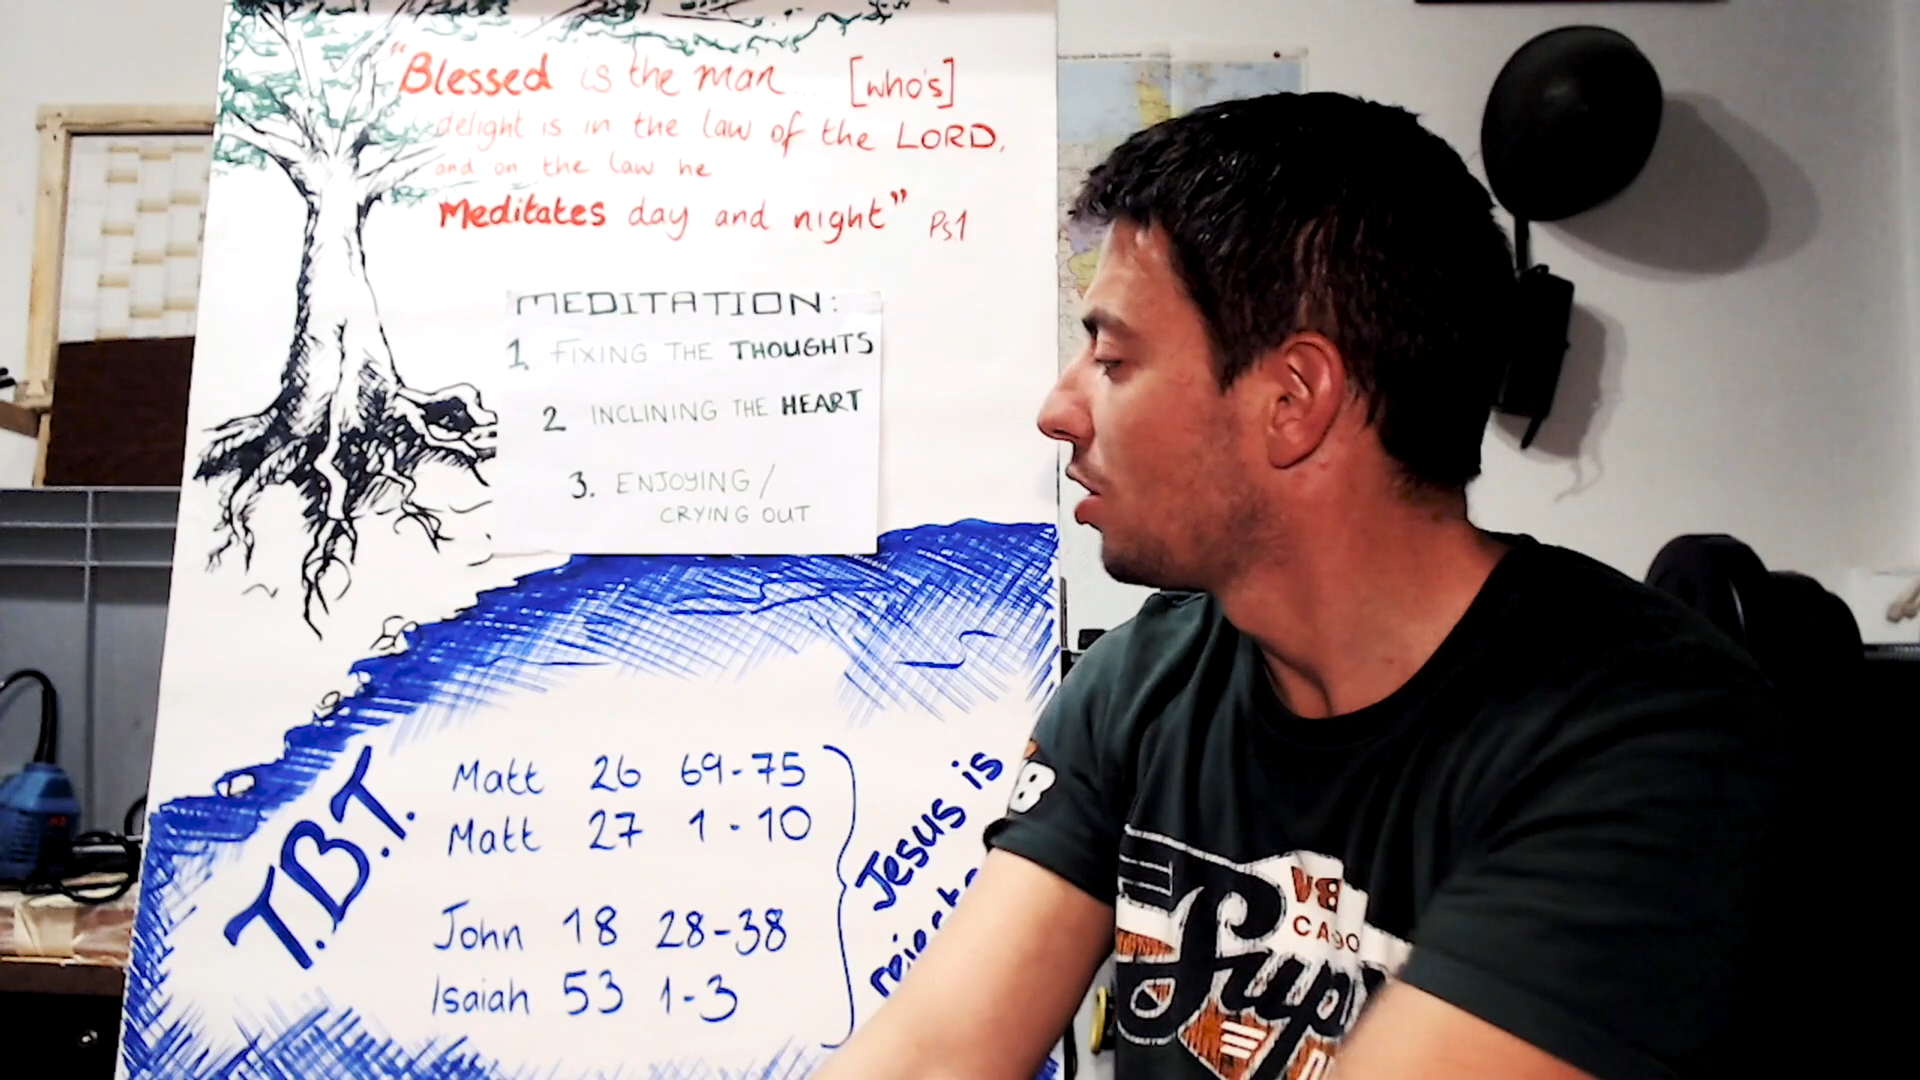 "Blessed is the man... [who's]
delight is in the law of the LORD,
and on the law he
Meditates day and night" Ps1
MEDITATION:
1. FIXING THE THOUGHTS
2 INCLINING THE HEART
3. ENJOYING/
CRYING OUT
T.B.T.
Matt 26 69-75
Matt 27 1-10
John 18 28-38
Isaiah 53 1-3
Jesus is
V8